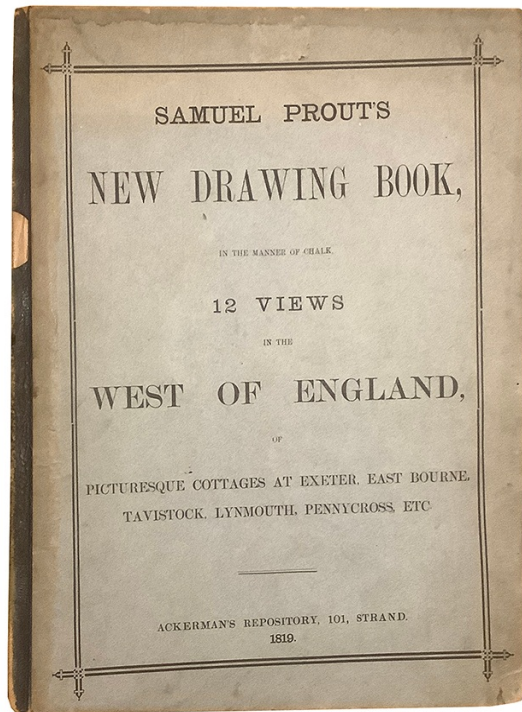 SAMUEL PROUT'S
NEW DRAWING BOOK,
IN THE MANNER OF CHALK.
12 VIEWS
IN THE
WEST OF ENGLAND,
OF
PICTURESQUE COTTAGES AT EXETER, EAST BOURNE,
TAVISTOCK, LYNMOUTH, PENNYCROSS, ETC
ACKERMAN'S REPOSITORY, 101, STRAND.
1819.